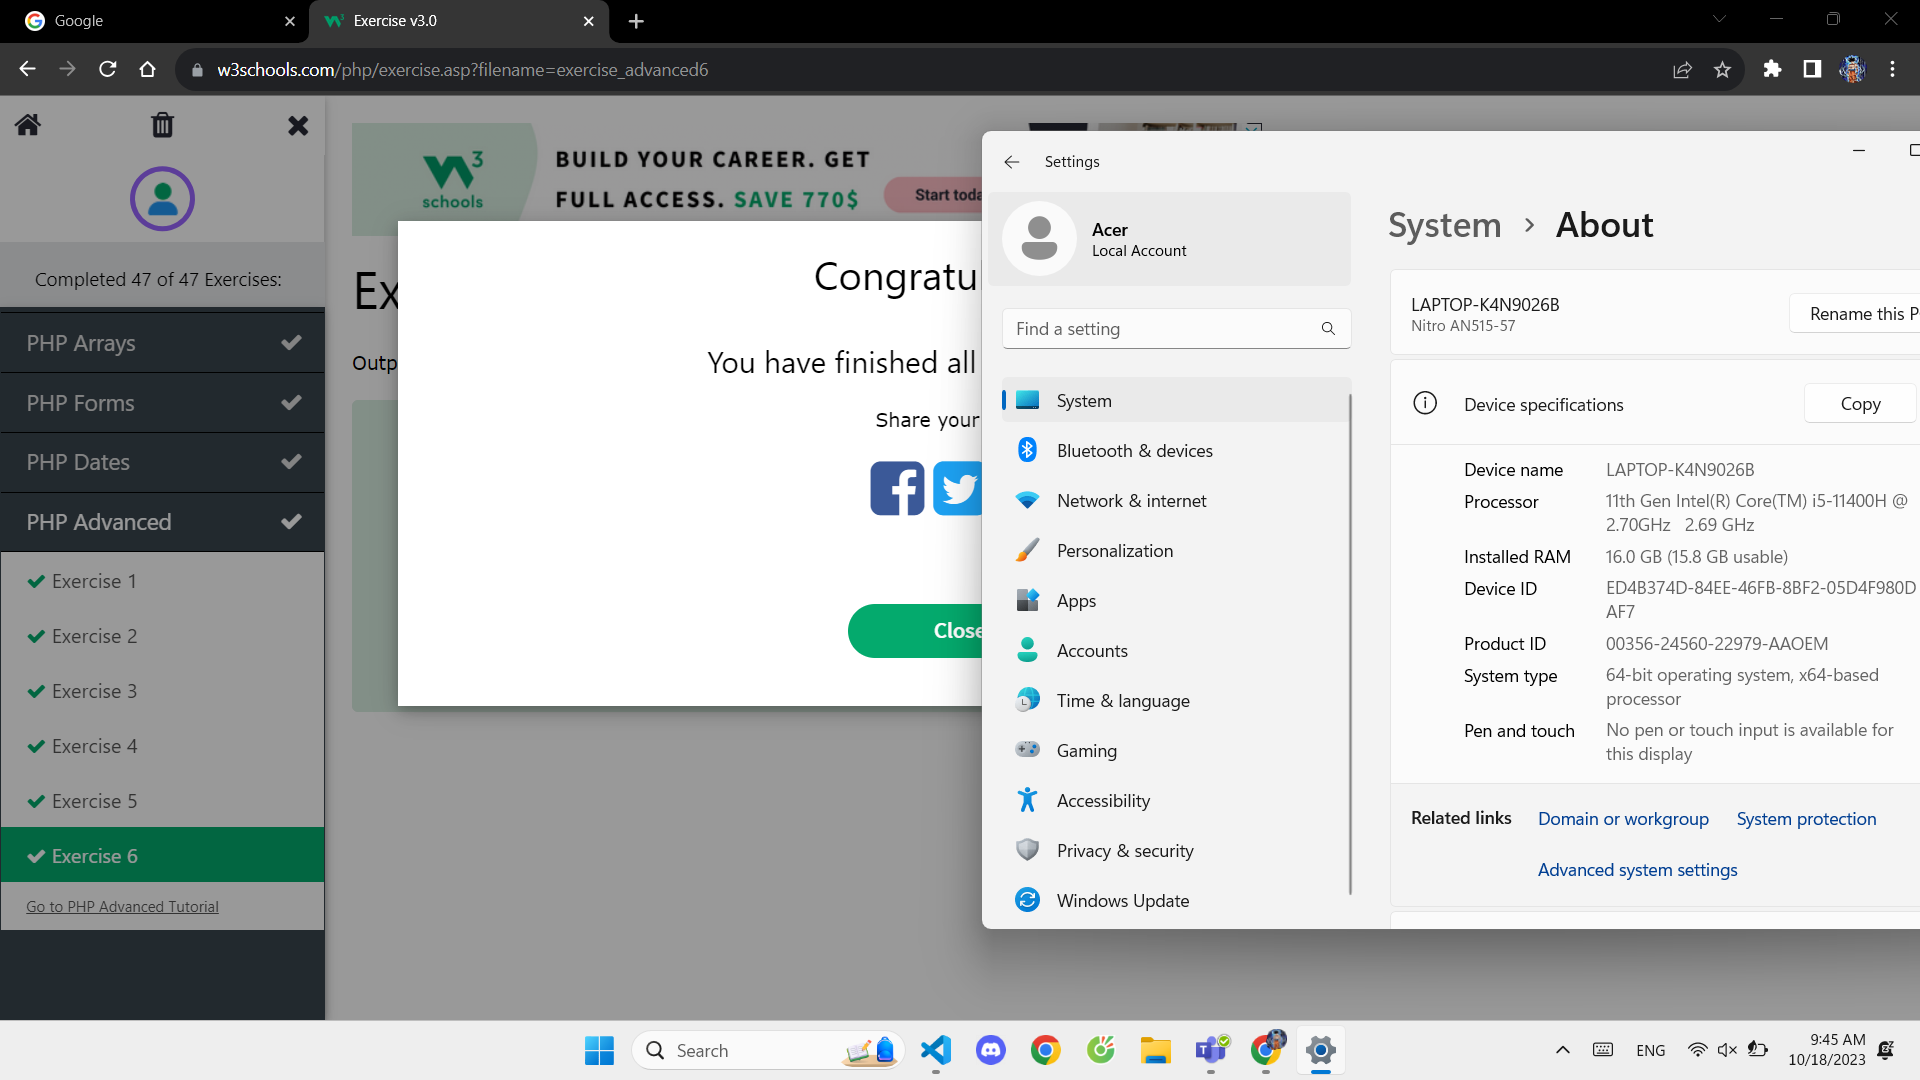 Google
Exercise v3.0
w3schools.com/php/exercise.asp?filename=exercise_advanced6
Completed 47 of 47 Exercises:
PHP Arrays
PHP Forms
PHP Dates
PHP Advanced
Exercise 1
Exercise 2
Exercise 3
Exercise 4
Exercise 5
Exercise 6
Go to PHP Advanced Tutorial
W3
schools
BUILD YOUR CAREER. GET
FULL ACCESS. SAVE 770$
Start toda
Ex
Outp
Congratul
You have finished all
Share your
Close
Settings
Acer
Local Account
Find a setting
System
Bluetooth & devices
Network & internet
Personalization
Apps
Accounts
Time & language
Gaming
Accessibility
Privacy & security
Windows Update
System > About
LAPTOP-K4N9026B
Nitro AN515-57
Rename this P
Device specifications
Copy
Device name LAPTOP-K4N9026B
Processor 11th Gen Intel(R) Core(TM) i5-11400H @
2.70GHz 2.69 GHz
Installed RAM 16.0 GB (15.8 GB usable)
Device ID ED4B374D-84EE-46FB-8BF2-05D4F980D
AF7
Product ID 00356-24560-22979-AAOEM
System type 64-bit operating system, x64-based
processor
Pen and touch No pen or touch input is available for
this display
Related links Domain or workgroup System protection
Advanced system settings
Search
ENG
9:45 AM
10/18/2023